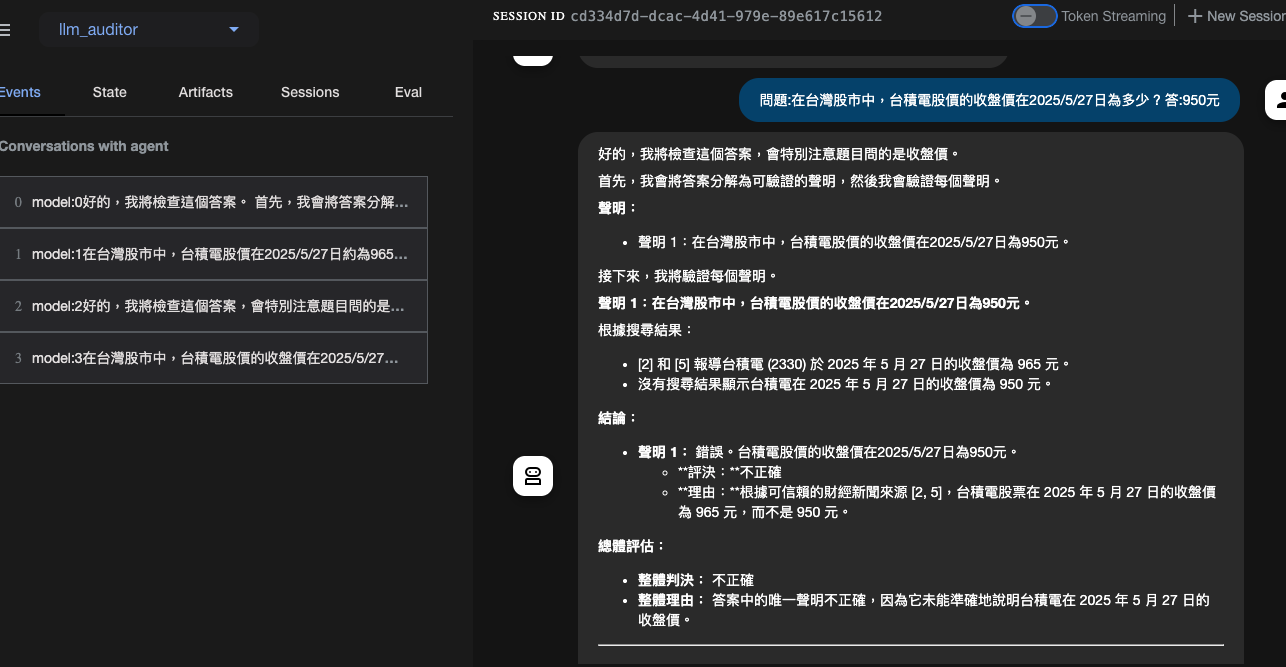 llm_auditor
Events
State
Artifacts
Sessions
Eval
Conversations with agent
0 model:0好的，我將檢查這個答案。 首先，我會將答案分解...
1 model:1在台灣股市中，台積電股價在2025/5/27日約為965...
2 model:2好的，我將檢查這個答案，會特別注意題目問的是...
3 model:3在台灣股市中，台積電股價的收盤價在2025/5/27...
SESSION ID cd334d7d-dcac-4d41-979e-89e617c15612
Token Streaming
New Session
問題:在台灣股市中，台積電股價的收盤價在2025/5/27日為多少？答:950元
好的，我將檢查這個答案，會特別注意題目問的是收盤價。
首先，我會將答案分解為可驗證的聲明，然後我會驗證每個聲明。
聲明：
• 聲明 1：在台灣股市中，台積電股價的收盤價在2025/5/27日為950元。
接下來，我將驗證每個聲明。
聲明 1：在台灣股市中，台積電股價的收盤價在2025/5/27日為950元。
根據搜尋結果：
• [2] 和 [5] 報導台積電 (2330) 於 2025 年 5 月 27 日的收盤價為 965 元。
• 沒有搜尋結果顯示台積電在 2025 年 5 月 27 日的收盤價為 950 元。
結論：
• 聲明 1： 錯誤。台積電股價的收盤價在2025/5/27日為950元。
◦ **評決：**不正確
◦ **理由：**根據可信賴的財經新聞來源 [2, 5]，台積電股票在 2025 年 5 月 27 日的收盤價
為 965 元，而不是 950 元。
總體評估：
• 整體判決： 不正確
• 整體理由： 答案中的唯一聲明不正確，因為它未能準確地說明台積電在 2025 年 5 月 27 日的
收盤價。